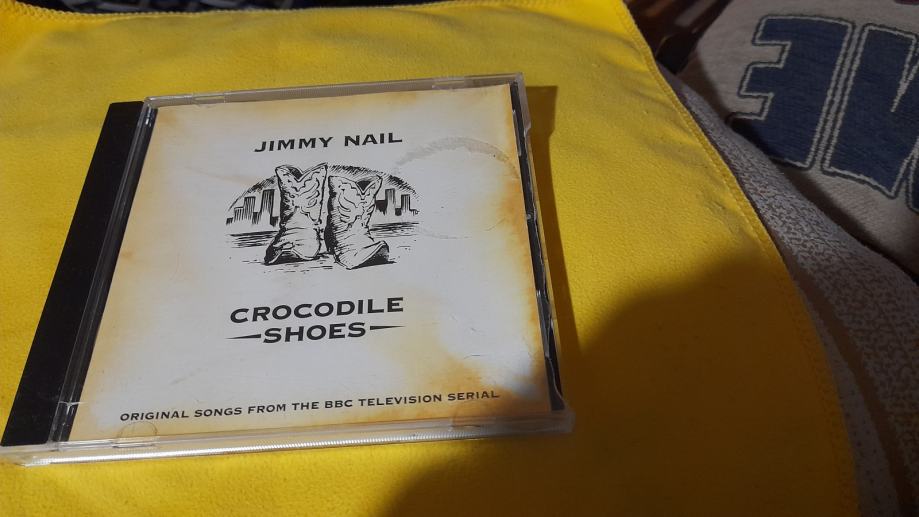 JIMMY NAIL
CROCODILE
SHOES
ORIGINAL SONGS FROM THE BBC TELEVISION SERIAL